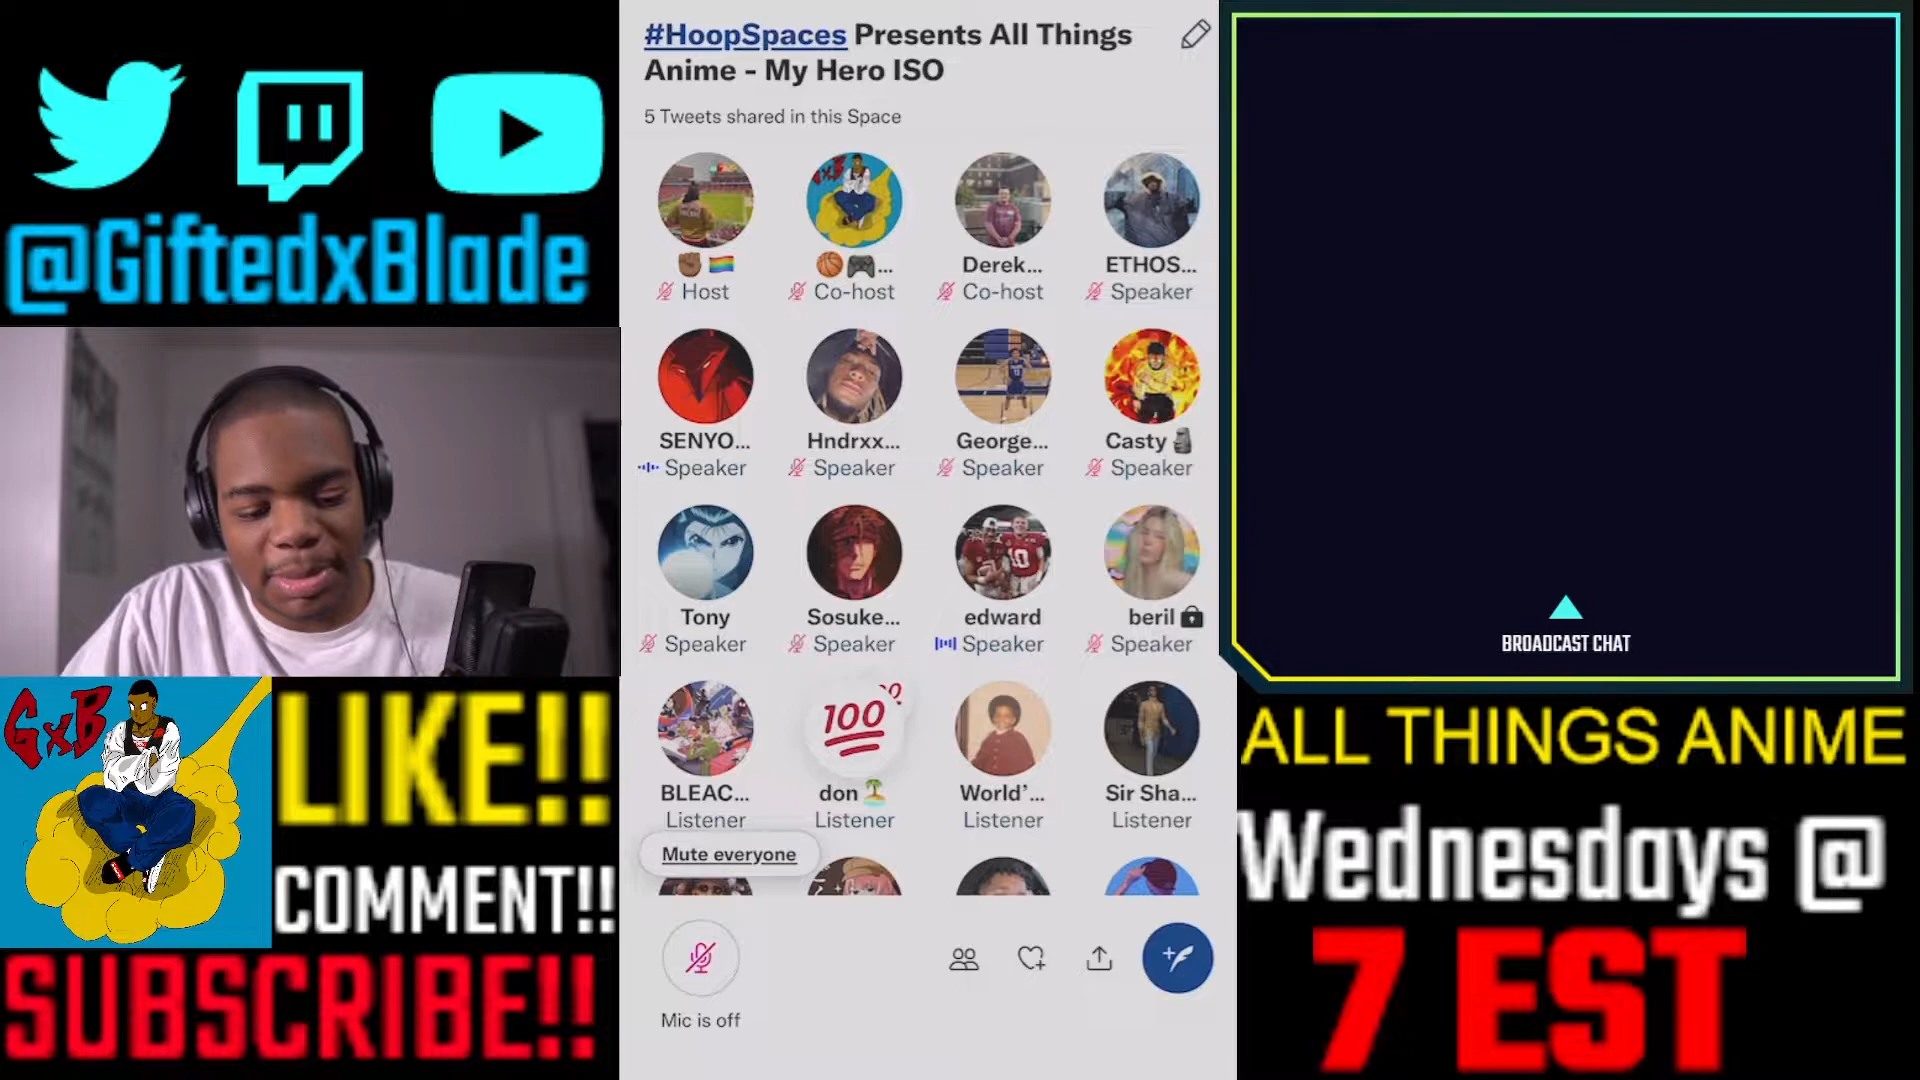 @GiftedxBlade
#HoopSpaces Presents All Things
Anime - My Hero ISO
5 Tweets shared in this Space
...
Derek...
ETHOS...
Host
Co-host
Co-host
Speaker
SENYO...
Hndrxx...
George...
Casty 🗿
Speaker
Speaker
Speaker
Speaker
Tony
Sosuke...
edward
beril
Speaker
Speaker
Speaker
Speaker
100
BLEAC...
don 🏝️
World'...
Sir Sha...
Listener
Listener
Listener
Listener
Mute everyone
Mic is off
GxB
LIKE!!
COMMENT!!
SUBSCRIBE!!
BROADCAST CHAT
ALL THINGS ANIME
Wednesdays @
7 EST